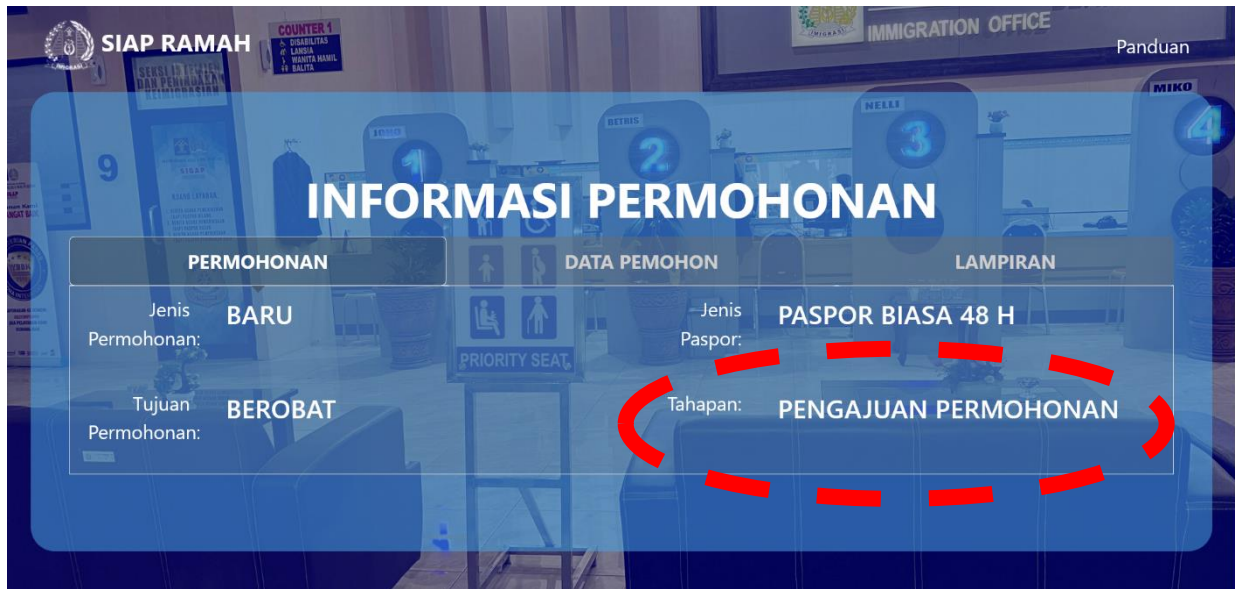 SIAP RAMAH
COUNTER 1
DISABILITAS
LANSIA
WANITA HAMIL
BALITA
IMMIGRATION OFFICE
Panduan
MIKO
NELLI
BETRIS
JONO
9
1
2
3
4
INFORMASI PERMOHONAN
PERMOHONAN
DATA PEMOHON
LAMPIRAN
Jenis
Permohonan:
BARU
Jenis
Paspor:
PASPOR BIASA 48 H
PRIORITY SEAT
Tujuan
Permohonan:
BEROBAT
Tahapan:
PENGAJUAN PERMOHONAN